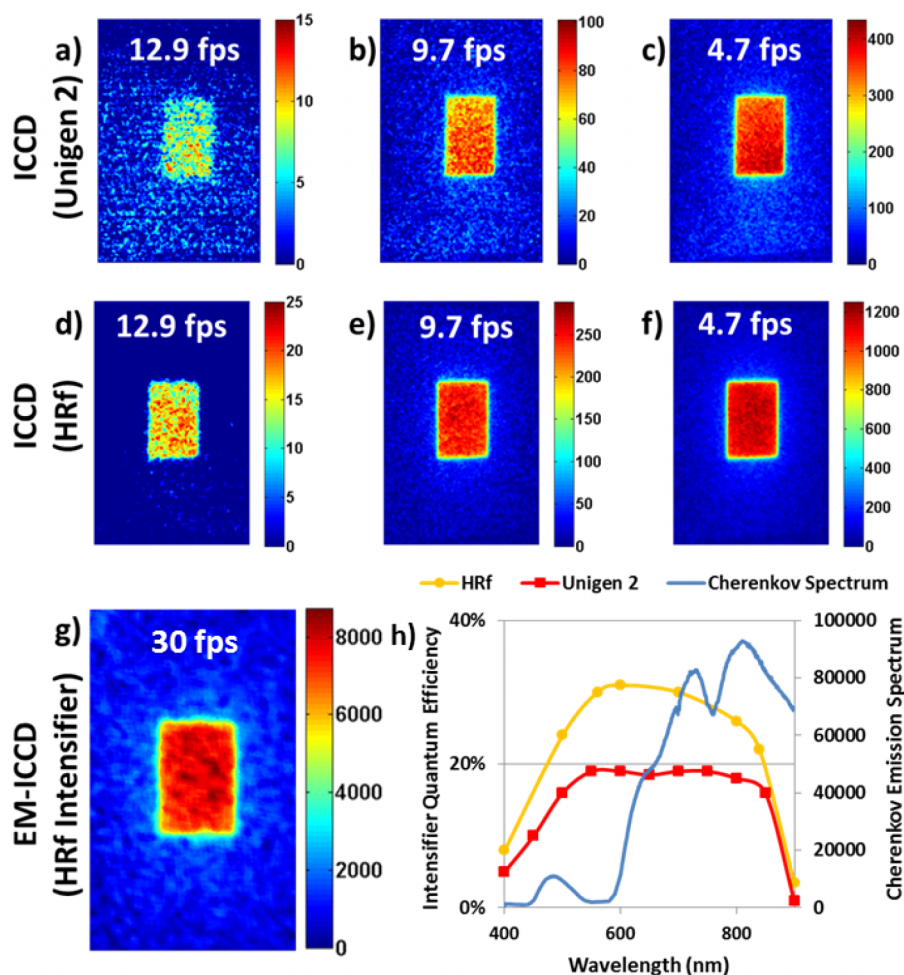 a)
12.9 fps
15
10
5
0
b)
9.7 fps
100
80
60
40
20
0
c)
4.7 fps
400
300
200
100
0
ICCD
(Unigen 2)
d)
12.9 fps
25
20
15
10
5
0
e)
9.7 fps
250
200
150
100
50
0
f)
4.7 fps
1200
1000
800
600
400
200
0
ICCD
(HRf)
g)
30 fps
8000
6000
4000
2000
0
EM-ICCD
(HRf Intensifier)
h)
HRf
Unigen 2
Cherenkov Spectrum
40%
20%
0%
Intensifier Quantum Efficiency
100000
80000
60000
40000
20000
0
Cherenkov Emission Spectrum
400
600
800
Wavelength (nm)